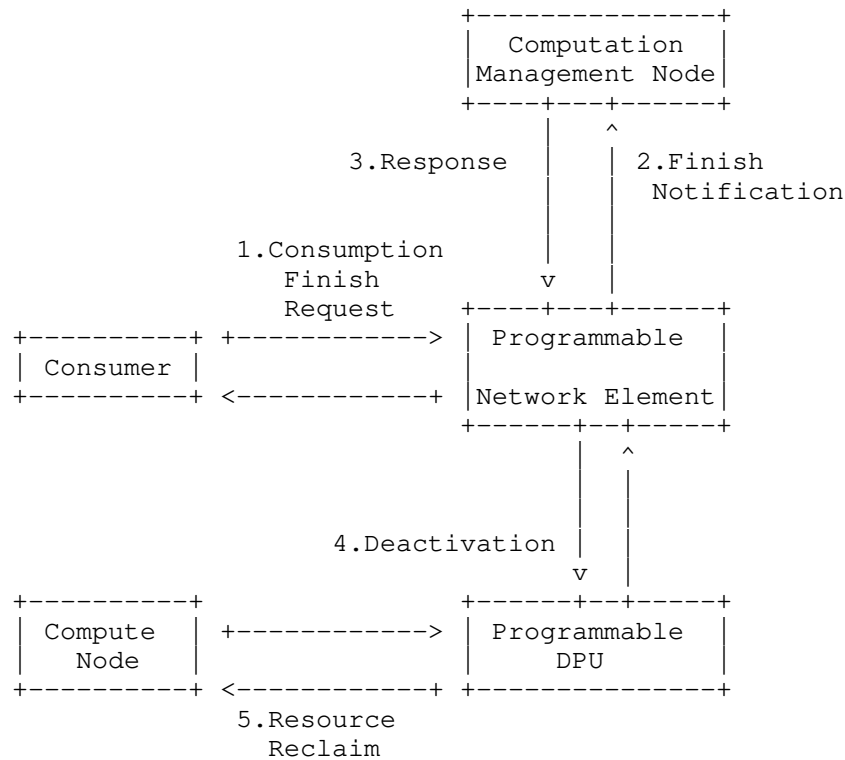 Computation
Management Node
3.Response
2.Finish
Notification
1.Consumption
Finish
Request
Programmable
Consumer
Network Element
4.Deactivation
Compute
Node
Programmable
DPU
5.Resource
Reclaim